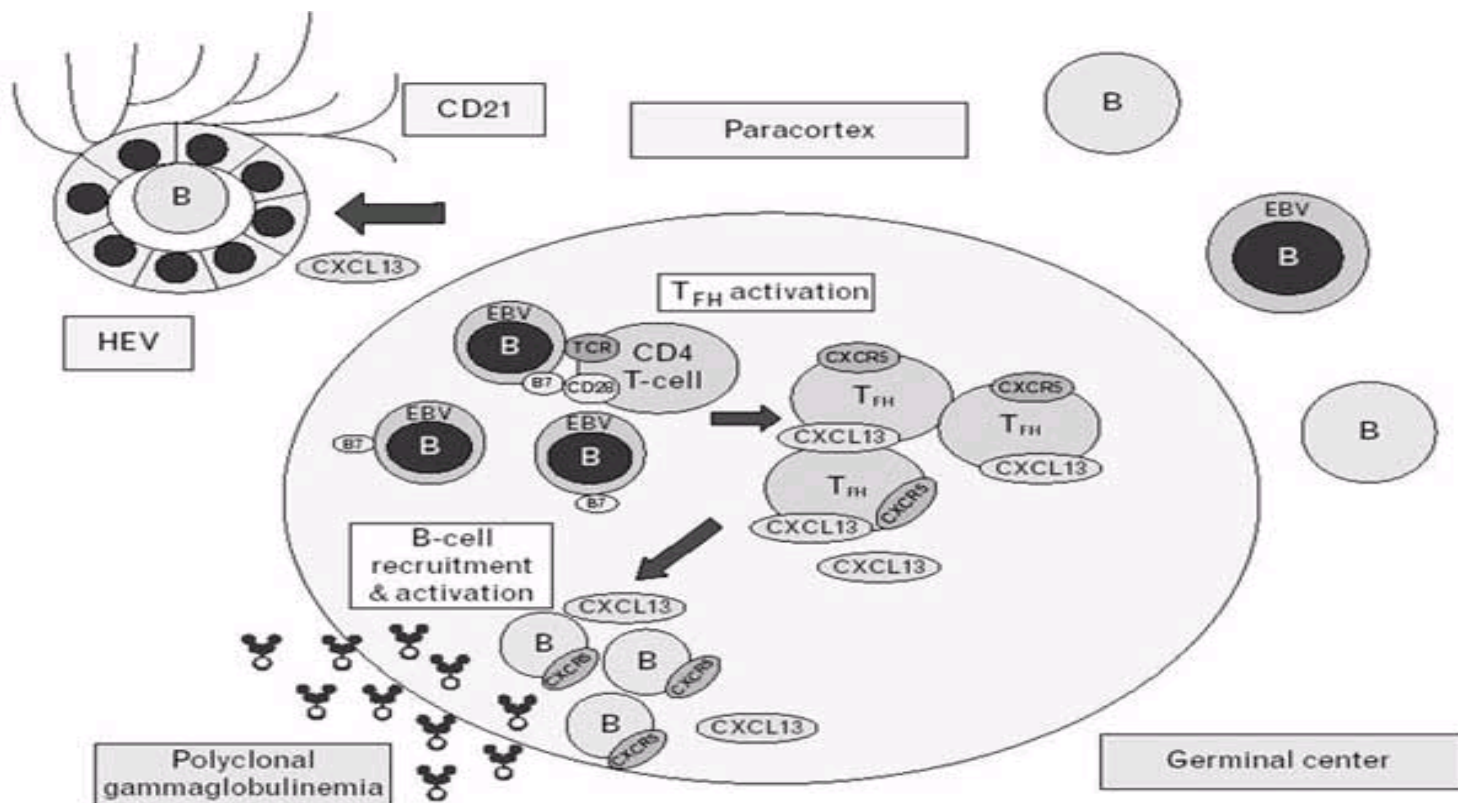 CD21
Paracortex
B
B
EBV
B
CXCL13
HEV
TFH activation
EBV
B
TCR
CD4
T-cell
B7
CD28
CXCR5
TFH
CXCR5
TFH
CXCL13
CXCL13
TFH
CXCR5
CXCL13
CXCL13
EBV
B
B7
EBV
B
B7
B
B-cell
recruitment
& activation
CXCL13
B
CXCR5
B
CXCR5
B
CXCR5
CXCL13
Polyclonal
gammaglobulinemia
Germinal center